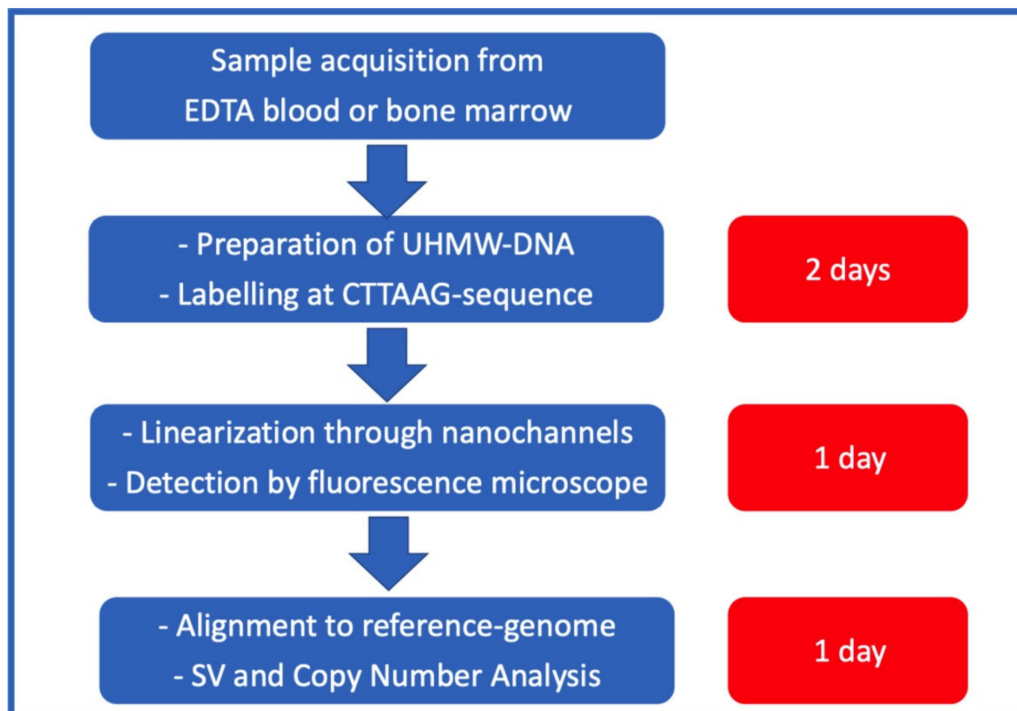 Sample acquisition from
EDTA blood or bone marrow
- Preparation of UHMW-DNA
- Labelling at CTTAAG-sequence
2 days
- Linearization through nanochannels
- Detection by fluorescence microscope
1 day
- Alignment to reference-genome
- SV and Copy Number Analysis
1 day